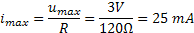 i_max = u_max / R = 3V / 120Ω = 25 mA